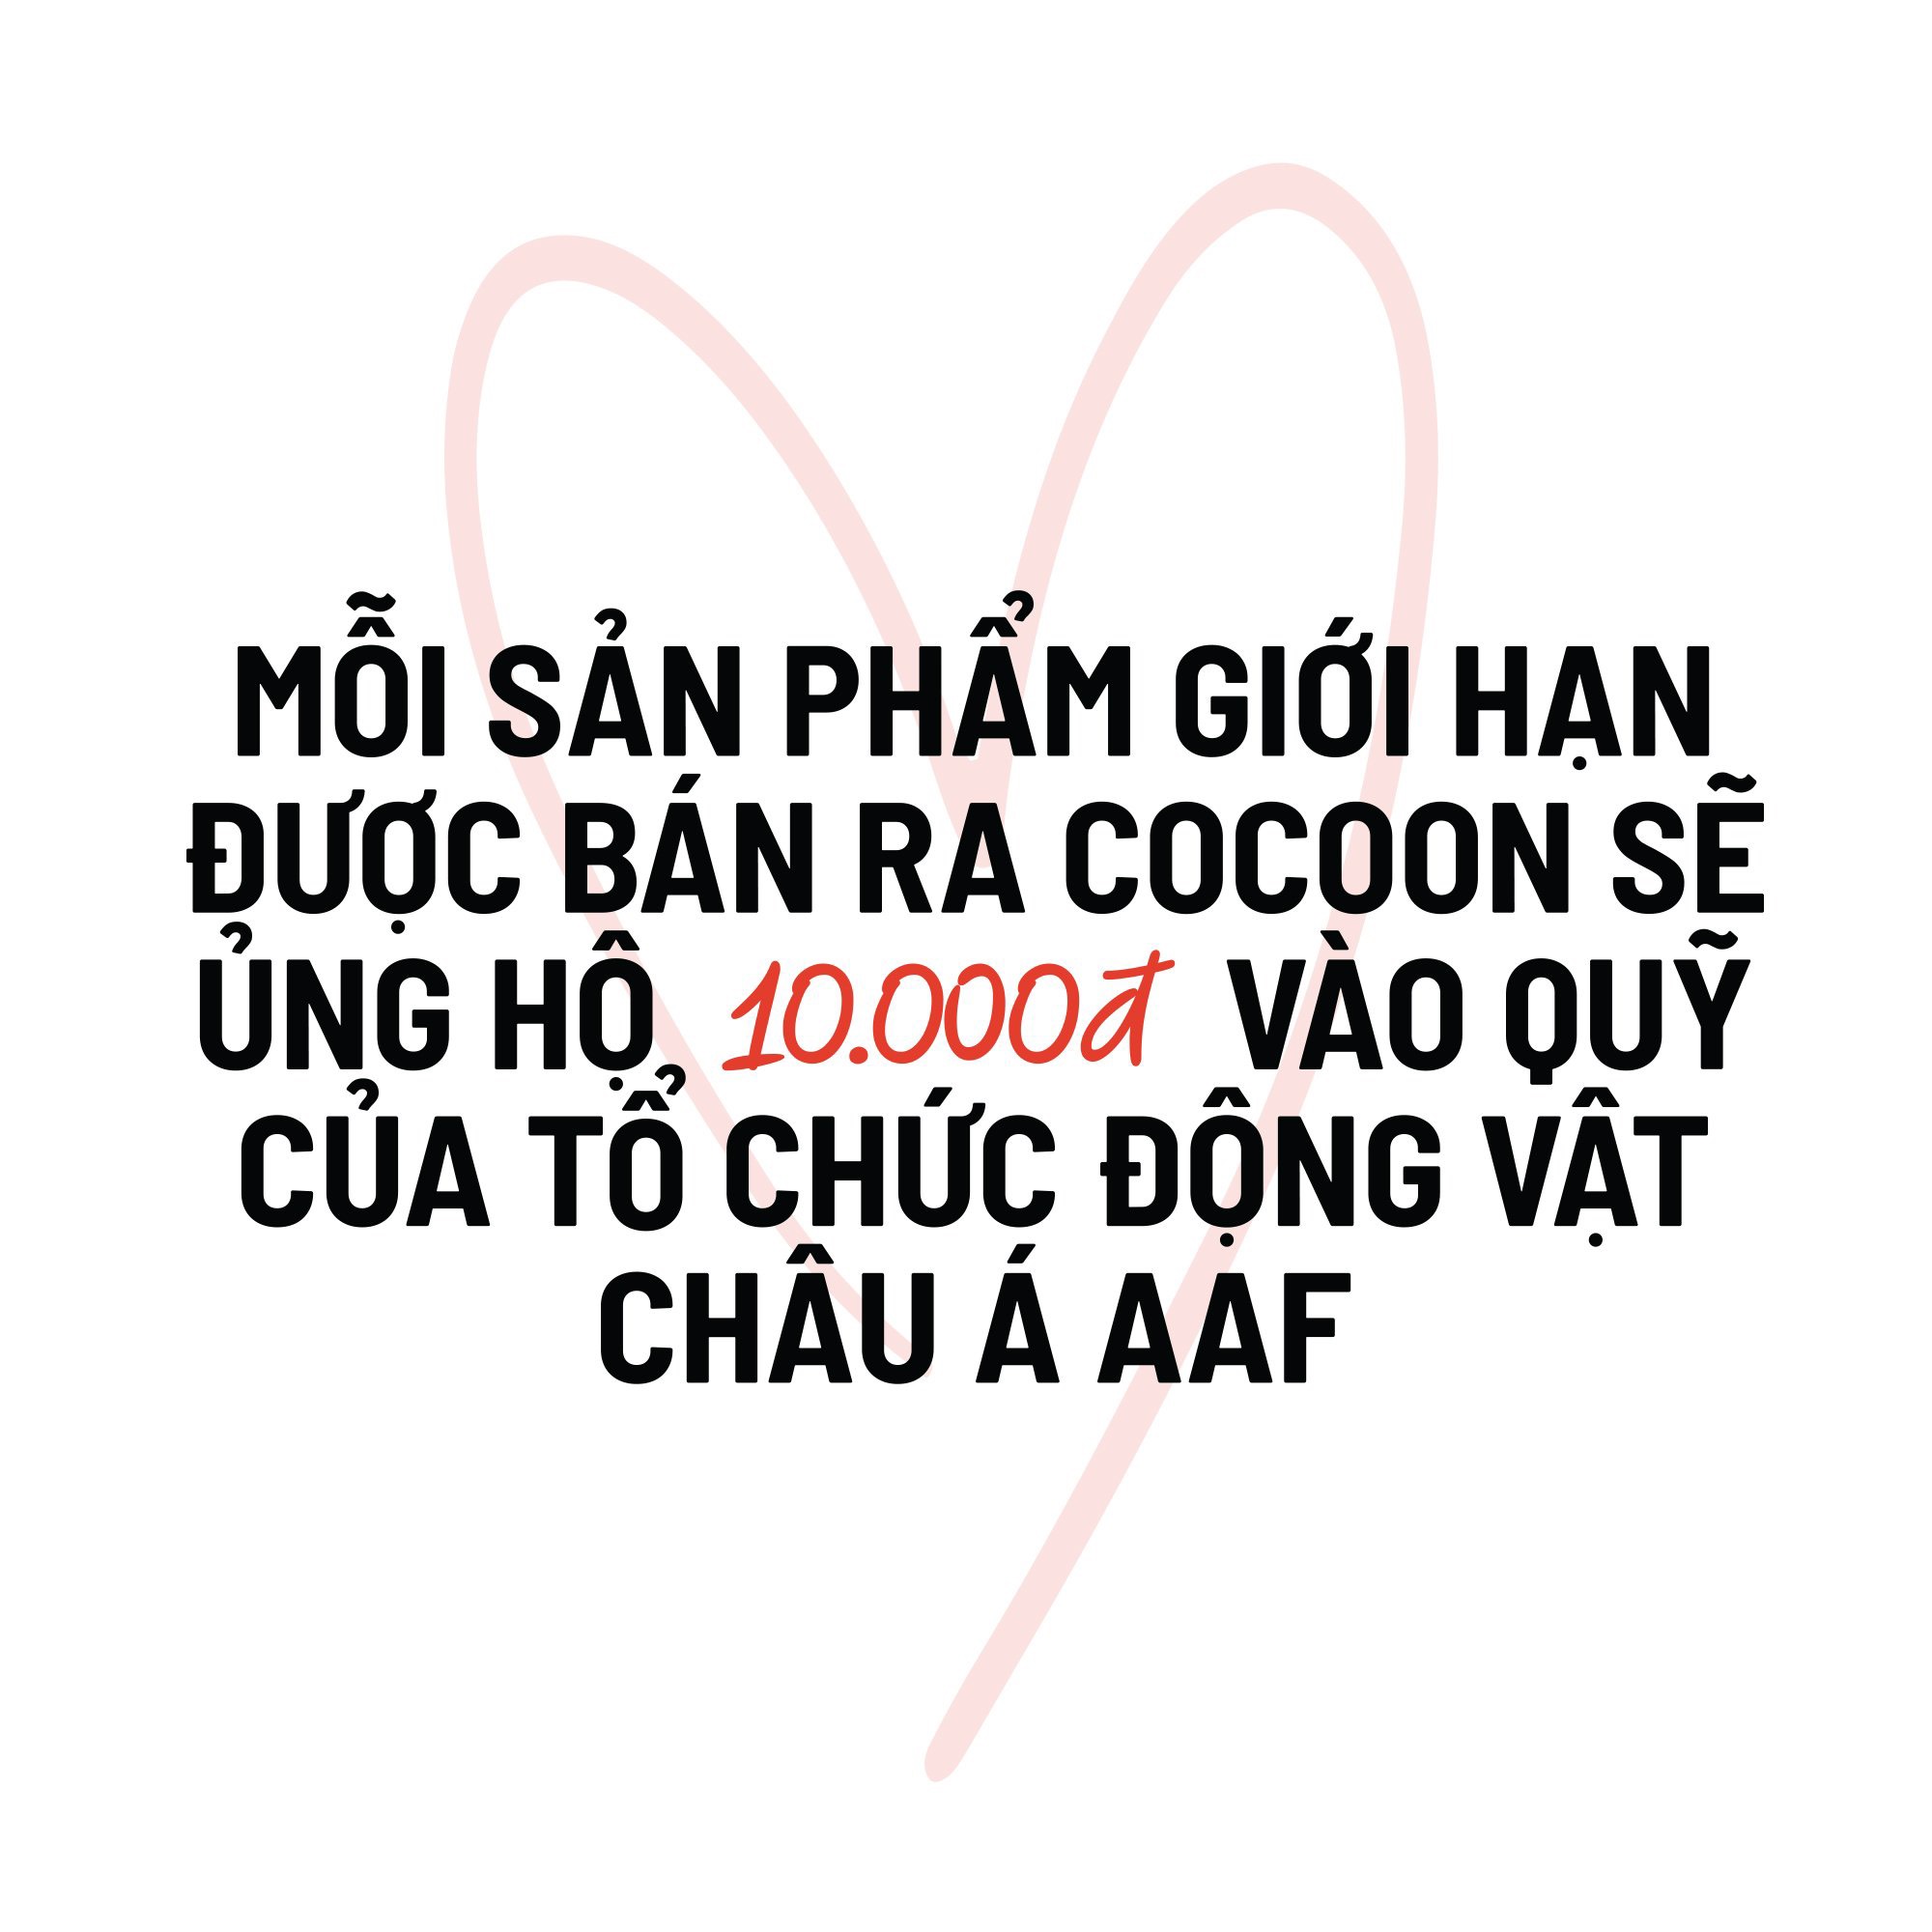 MỖI SẢN PHẨM GIỚI HẠN
ĐƯỢC BÁN RA COCOON SẼ
ỦNG HỘ 10.000đ VÀO QUỸ
CỦA TỔ CHỨC ĐỘNG VẬT
CHÂU Á AAF